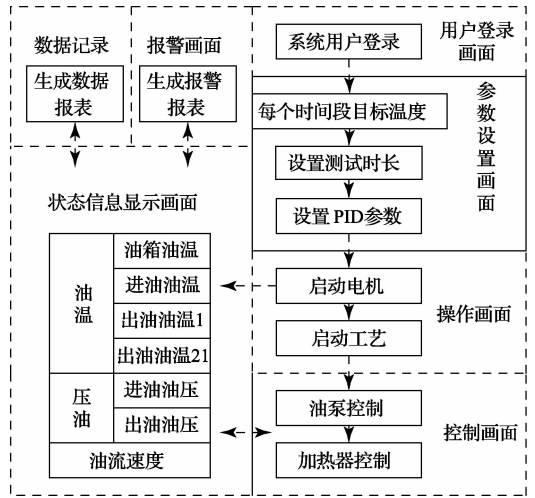 数据记录
生成数据
报表
报警画面
生成报警
报表
系统用户登录
用户登录
画面
每个时间段目标温度
设置测试时长
设置 PID参数
参数设置画面
状态信息显示画面
油温
油箱油温
进油油温
出油油温1
出油油温21
压油
进油油压
出油油压
油流速度
启动电机
启动工艺
操作画面
油泵控制
加热器控制
控制画面